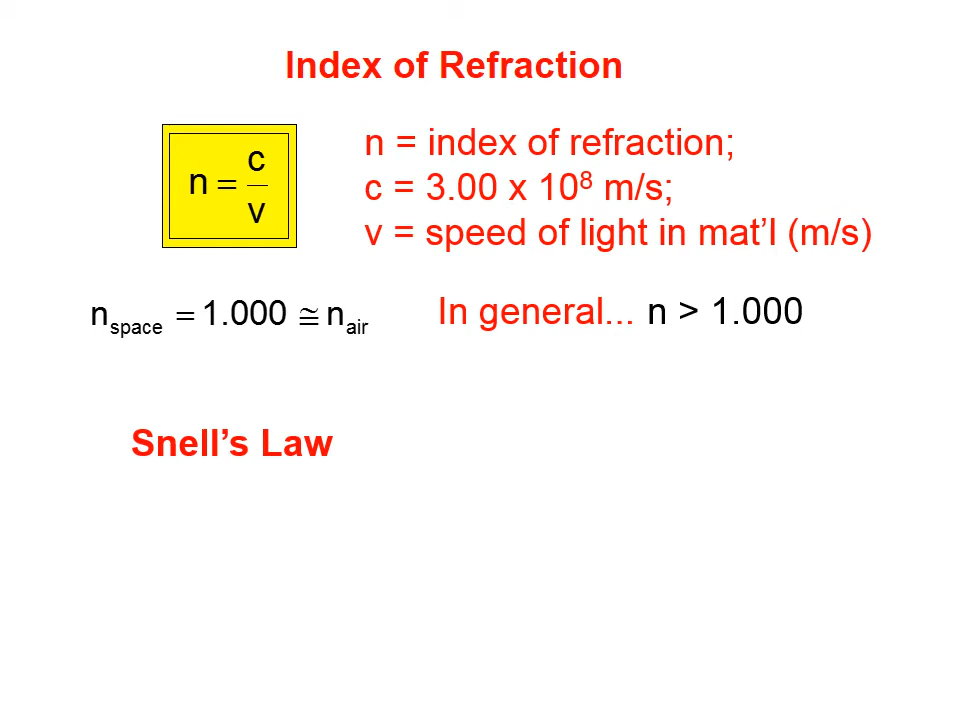 Index of Refraction
n = c/v
n = index of refraction;
c = 3.00 x 10⁸ m/s;
v = speed of light in mat’l (m/s)
n_space = 1.000 ≅ n_air
In general... n > 1.000
Snell’s Law